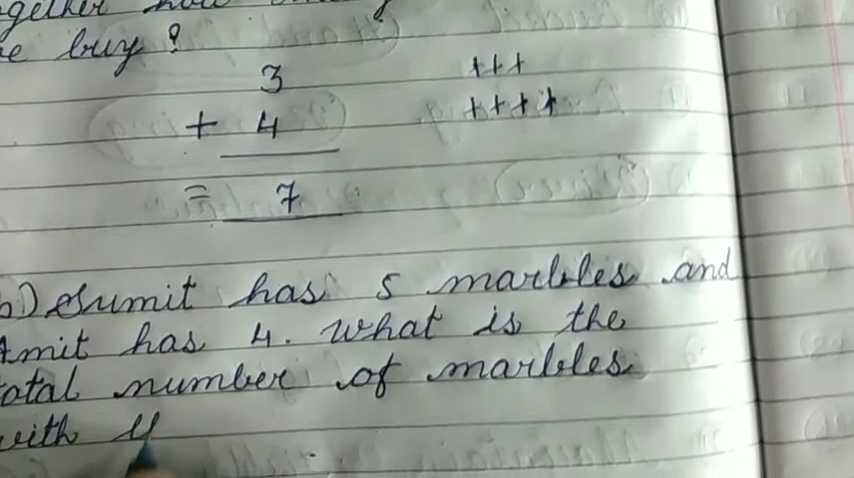 buy?
3 +++
+ 4 ++++
= 7
b) Sumit has 5 marbles and
Amit has 4. what is the
total number of marbles
with